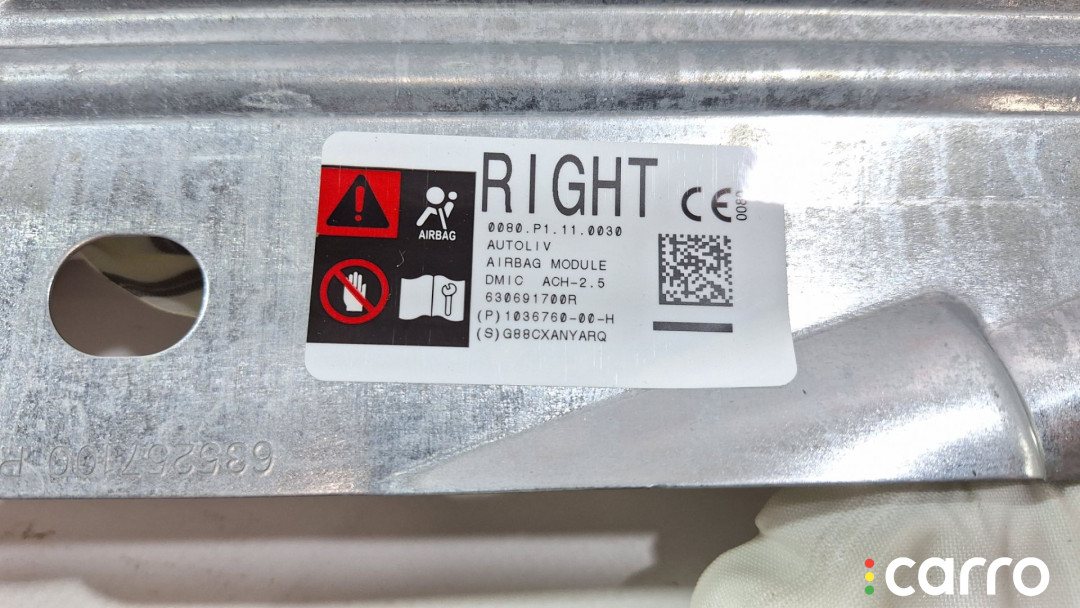 RIGHT
AIRBAG
CE
0080.P1.11.0030
AUTOLIV
AIRBAG MODULE
DMIC ACH-2.5
630691700R
(P)1036760-00-H
(S)G88CXANYARQ
carro